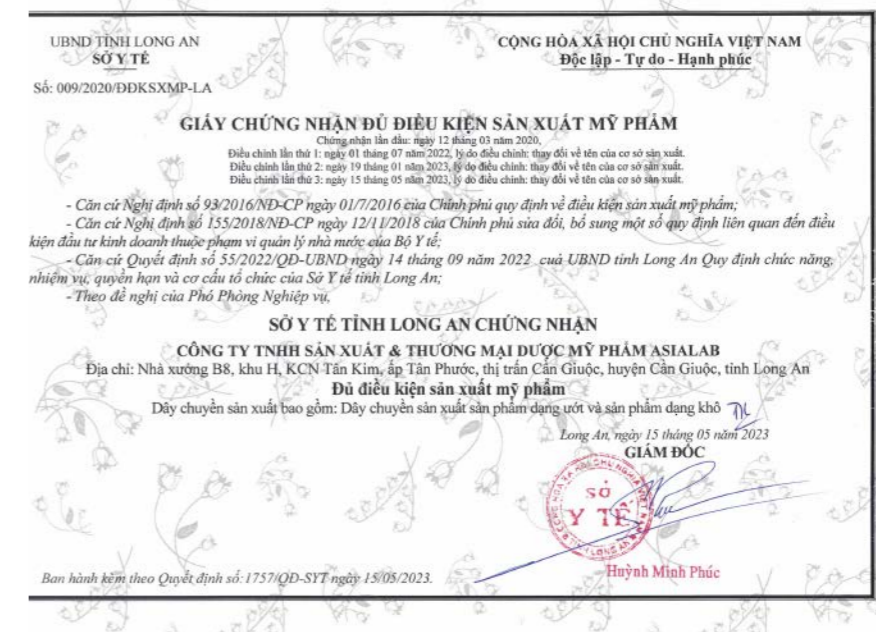 UBND TỈNH LONG AN
SỞ Y TẾ
Số: 009/2020/ĐĐKSXMP-LA
CỘNG HÒA XÃ HỘI CHỦ NGHĨA VIỆT NAM
Độc lập - Tự do - Hạnh phúc
GIẤY CHỨNG NHẬN ĐỦ ĐIỀU KIỆN SẢN XUẤT MỸ PHẨM
Chứng nhận lần đầu: ngày 12 tháng 03 năm 2020,
Điều chỉnh lần thứ 1: ngày 01 tháng 07 năm 2022, lý do điều chỉnh: thay đổi về tên của cơ sở sản xuất.
Điều chỉnh lần thứ 2: ngày 19 tháng 01 năm 2023, lý do điều chỉnh: thay đổi về tên của cơ sở sản xuất.
Điều chỉnh lần thứ 3: ngày 15 tháng 05 năm 2023, lý do điều chỉnh: thay đổi về tên của cơ sở sản xuất.
- Căn cứ Nghị định số 93/2016/NĐ-CP ngày 01/7/2016 của Chính phủ quy định về điều kiện sản xuất mỹ phẩm;
- Căn cứ Nghị định số 155/2018/NĐ-CP ngày 12/11/2018 của Chính phủ sửa đổi, bổ sung một số quy định liên quan đến điều
kiện đầu tư kinh doanh thuộc phạm vi quản lý nhà nước của Bộ Y tế;
- Căn cứ Quyết định số 55/2022/QĐ-UBND ngày 14 tháng 09 năm 2022 cuả UBND tỉnh Long An Quy định chức năng,
nhiệm vụ, quyền hạn và cơ cấu tổ chức của Sở Y tế tỉnh Long An;
- Theo đề nghị của Phó Phòng Nghiệp vụ,
SỞ Y TẾ TỈNH LONG AN CHỨNG NHẬN
CÔNG TY TNHH SẢN XUẤT & THƯƠNG MẠI DƯỢC MỸ PHẨM ASIALAB
Địa chỉ: Nhà xưởng B8, khu H, KCN Tân Kim, ấp Tân Phước, thị trấn Cần Giuộc, huyện Cần Giuộc, tỉnh Long An
Đủ điều kiện sản xuất mỹ phẩm
Dây chuyền sản xuất bao gồm: Dây chuyền sản xuất sản phẩm dạng ướt và sản phẩm dạng khô
Long An, ngày 15 tháng 05 năm 2023
GIÁM ĐỐC
SỞ
Y TẾ
Huỳnh Minh Phúc
Ban hành kèm theo Quyết định số: 1757/QĐ-SYT ngày 15/05/2023.